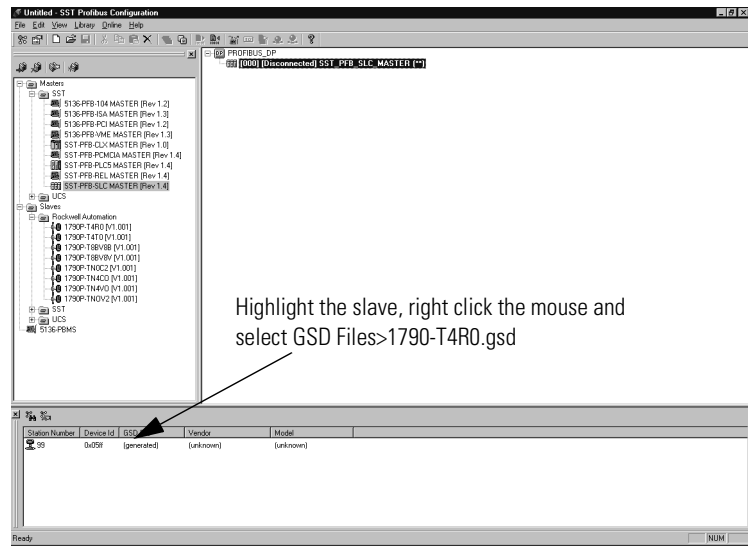 Untitled - SST Profibus Configuration
File Edit View Library Online Help
PROFIBUS_DP
[000] [Disconnected] SST_PFB_SLC_MASTER (**)
Masters
SST
5136-PFB-104 MASTER [Rev 1.2]
5136-PFB-ISA MASTER [Rev 1.3]
5136-PFB-PCI MASTER [Rev 1.2]
5136-PFB-VME MASTER [Rev 1.3]
SST-PFB-CLX MASTER [Rev 1.0]
SST-PFB-PCMCIA MASTER [Rev 1.4]
SST-PFB-PLC5 MASTER [Rev 1.4]
SST-PFB-REL MASTER [Rev 1.4]
SST-PFB-SLC MASTER [Rev 1.4]
UCS
Slaves
Rockwell Automation
1790P-T4R0 [V1.001]
1790P-T4T0 [V1.001]
1790P-T8BV8B [V1.001]
1790P-T8BV8V [V1.001]
1790P-TN0C2 [V1.001]
1790P-TN4C0 [V1.001]
1790P-TN4V0 [V1.001]
1790P-TN0V2 [V1.001]
SST
UCS
5136-PBMS
Highlight the slave, right click the mouse and
select GSD Files>1790-T4R0.gsd
Station Number Device Id GSD Vendor Model
99 0x05ff (generated) (unknown) (unknown)
Ready NUM